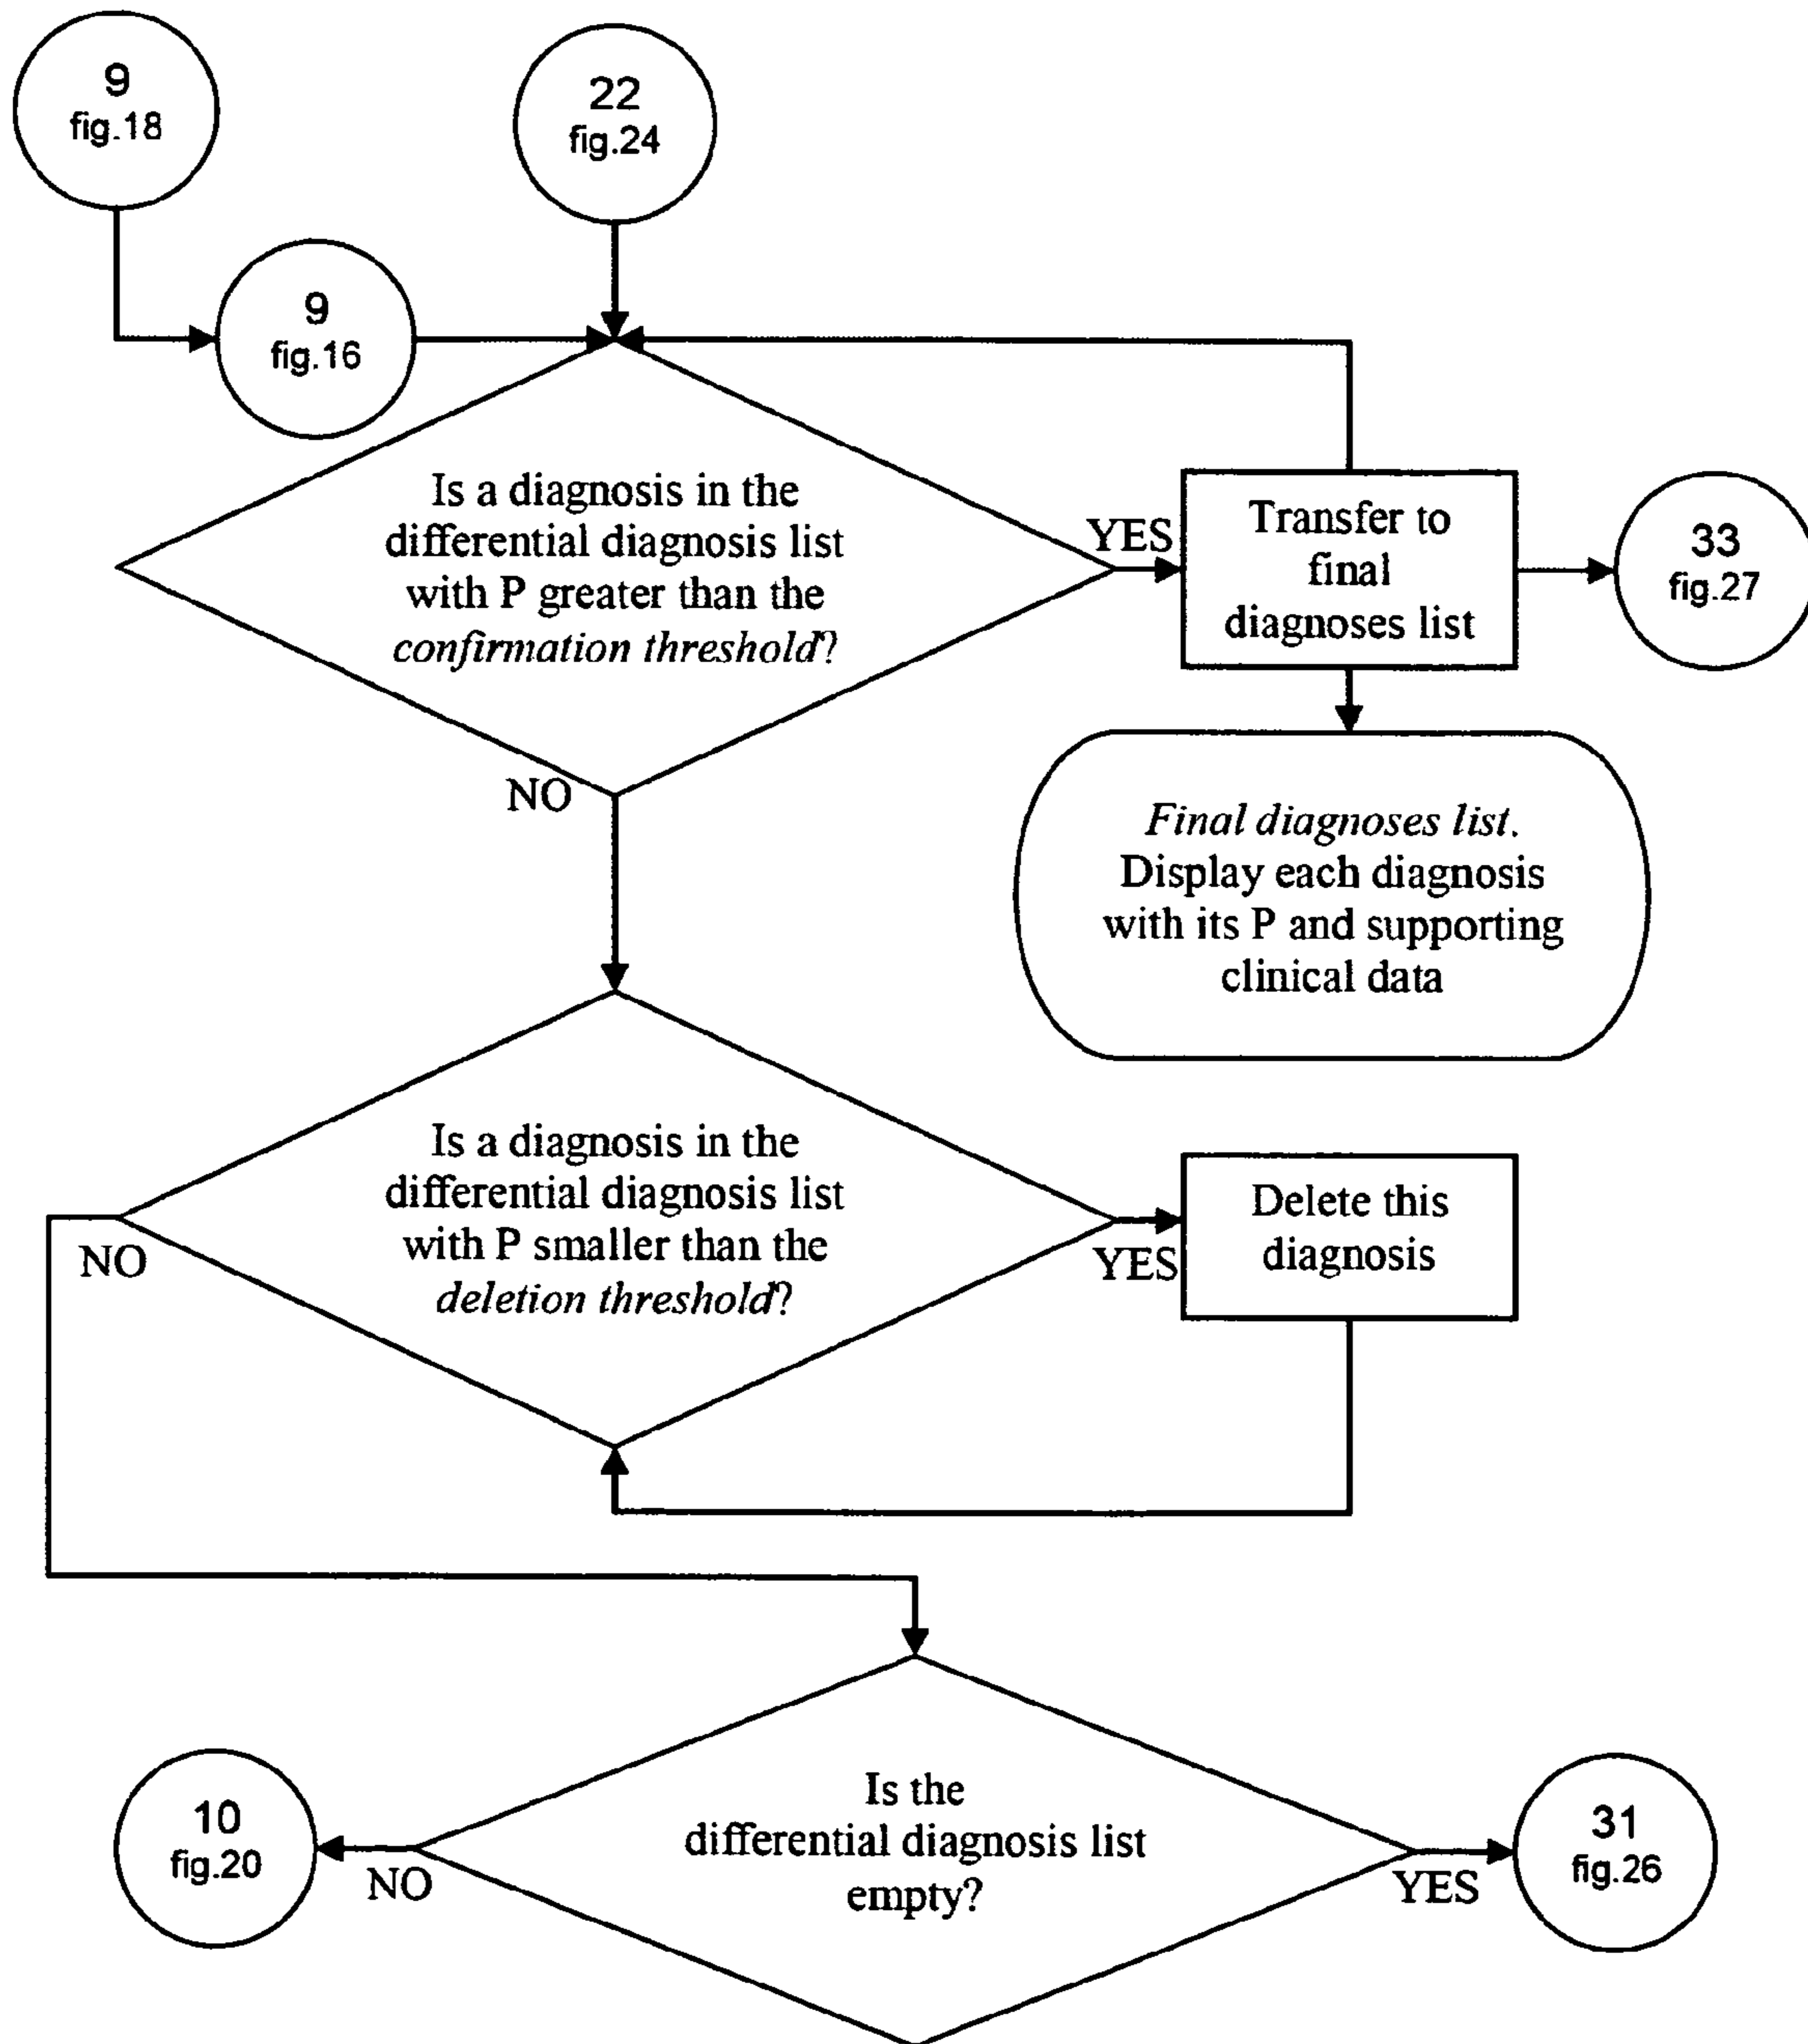 9
fig.18
22
fig.24
9
fig.16
Is a diagnosis in the
differential diagnosis list
with P greater than the
confirmation threshold?
YES
Transfer to
final
diagnoses list
33
fig.27
NO
Final diagnoses list.
Display each diagnosis
with its P and supporting
clinical data
Is a diagnosis in the
differential diagnosis list
with P smaller than the
deletion threshold?
NO
YES
Delete this
diagnosis
Is the
differential diagnosis list
empty?
10
fig.20
NO
YES
31
fig.26